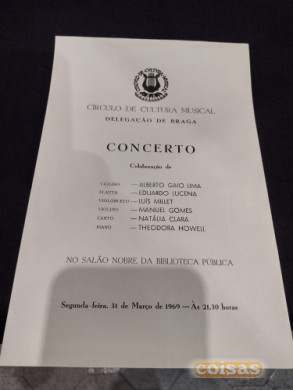 CÍRCULO DE CULTURA MUSICAL
DELEGAÇÃO DE BRAGA
CONCERTO
Colaboração de
VIOLINO — ALBERTO GAIO LIMA
FLAUTA — EDUARDO LUCENA
VIOLONCELO — LUÍS MILLET
VIOLINO — MANUEL GOMES
CANTO — NATÁLIA CLARA
PIANO — THEODORA HOWELL
NO SALÃO NOBRE DA BIBLIOTECA PÚBLICA
Segunda-feira, 31 de Março de 1969 — Às 21,30 horas
coisas